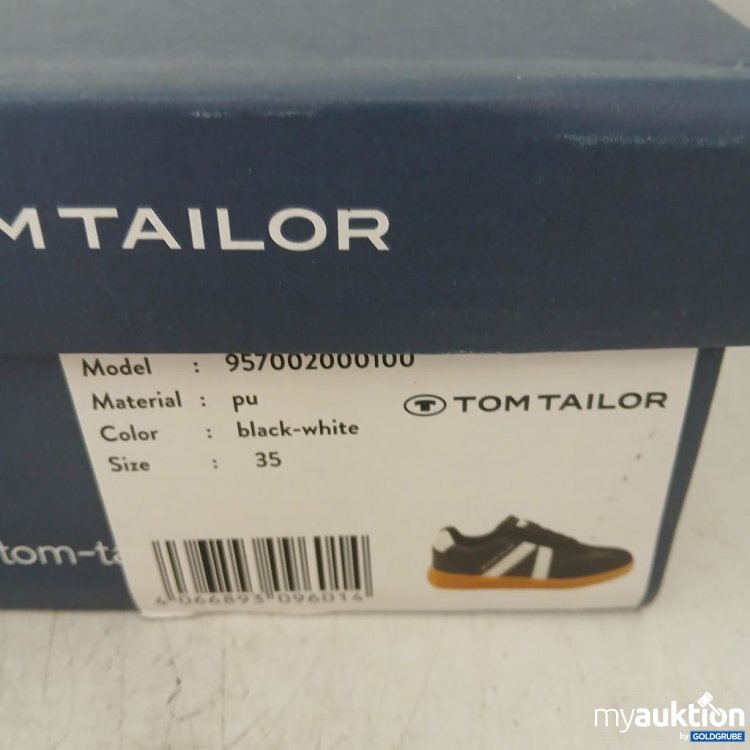 M TAILOR
Model : 957002000100
Material : pu
TOM TAILOR
Color : black-white
Size : 35
tom-ta
4 066893 096014
myauktion
by GOLDGRUBE